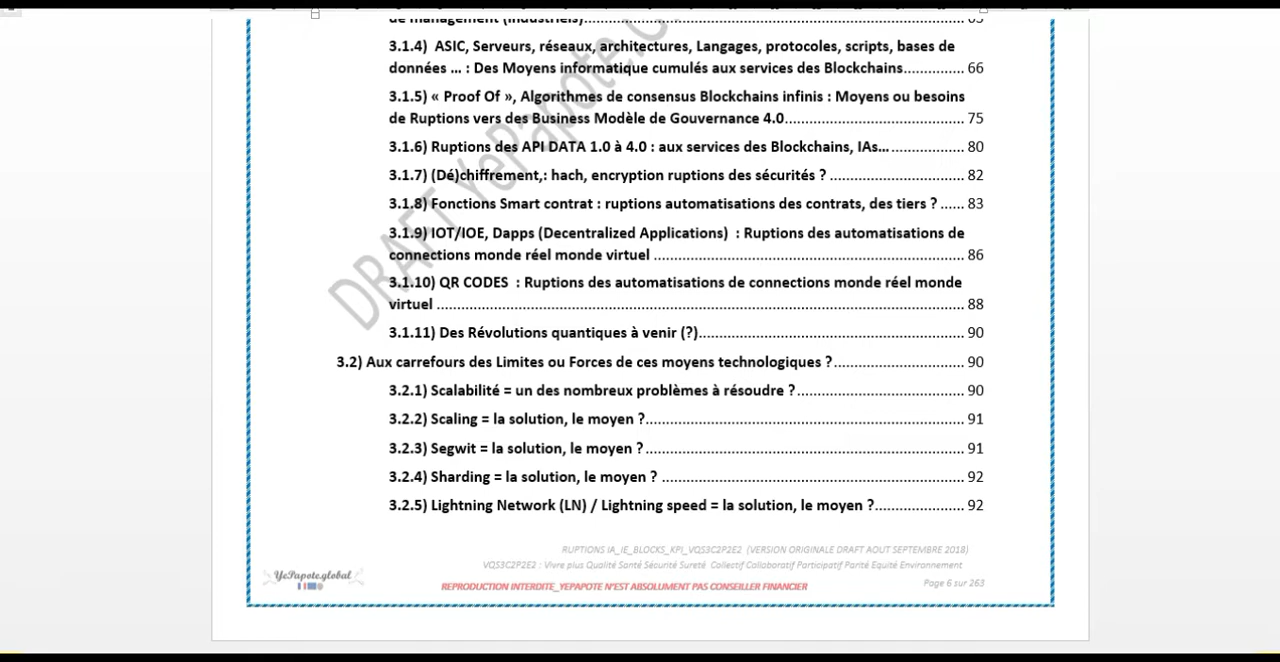 de management (industriels)............ 65
3.1.4) ASIC, Serveurs, réseaux, architectures, Langages, protocoles, scripts, bases de
données ... : Des Moyens informatique cumulés aux services des Blockchains............... 66
3.1.5) « Proof Of », Algorithmes de consensus Blockchains infinis : Moyens ou besoins
de Ruptions vers des Business Modèle de Gouvernance 4.0............ 75
3.1.6) Ruptions des API DATA 1.0 à 4.0 : aux services des Blockchains, IAs... ............ 80
3.1.7) (Dé)chiffrement,: hach, encryption ruptions des sécurités ? ............ 82
3.1.8) Fonctions Smart contrat : ruptions automatisations des contrats, des tiers ? ...... 83
3.1.9) IOT/IOE, Dapps (Decentralized Applications) : Ruptions des automatisations de
connections monde réel monde virtuel ............ 86
3.1.10) QR CODES : Ruptions des automatisations de connections monde réel monde
virtuel ............ 88
3.1.11) Des Révolutions quantiques à venir (?)............ 90
3.2) Aux carrefours des Limites ou Forces de ces moyens technologiques ?............ 90
3.2.1) Scalabilité = un des nombreux problèmes à résoudre ?............ 90
3.2.2) Scaling = la solution, le moyen ?............ 91
3.2.3) Segwit = la solution, le moyen ?............ 91
3.2.4) Sharding = la solution, le moyen ? ............ 92
3.2.5) Lightning Network (LN) / Lightning speed = la solution, le moyen ?............ 92
DRAFT YePapote.
RUPTIONS IA_IE_BLOCKS_KPI_VQS3C2P2E2 (VERSION ORIGINALE DRAFT AOUT SEPTEMBRE 2018)
VQS3C2P2E2 : Vivre plus Qualité Santé Sécurité Sureté Collectif Collaboratif Participatif Parité Equité Environnement
YePapote.global
REPRODUCTION INTERDITE_YEPAPOTE N'EST ABSOLUMENT PAS CONSEILLER FINANCIER
Page 6 sur 263